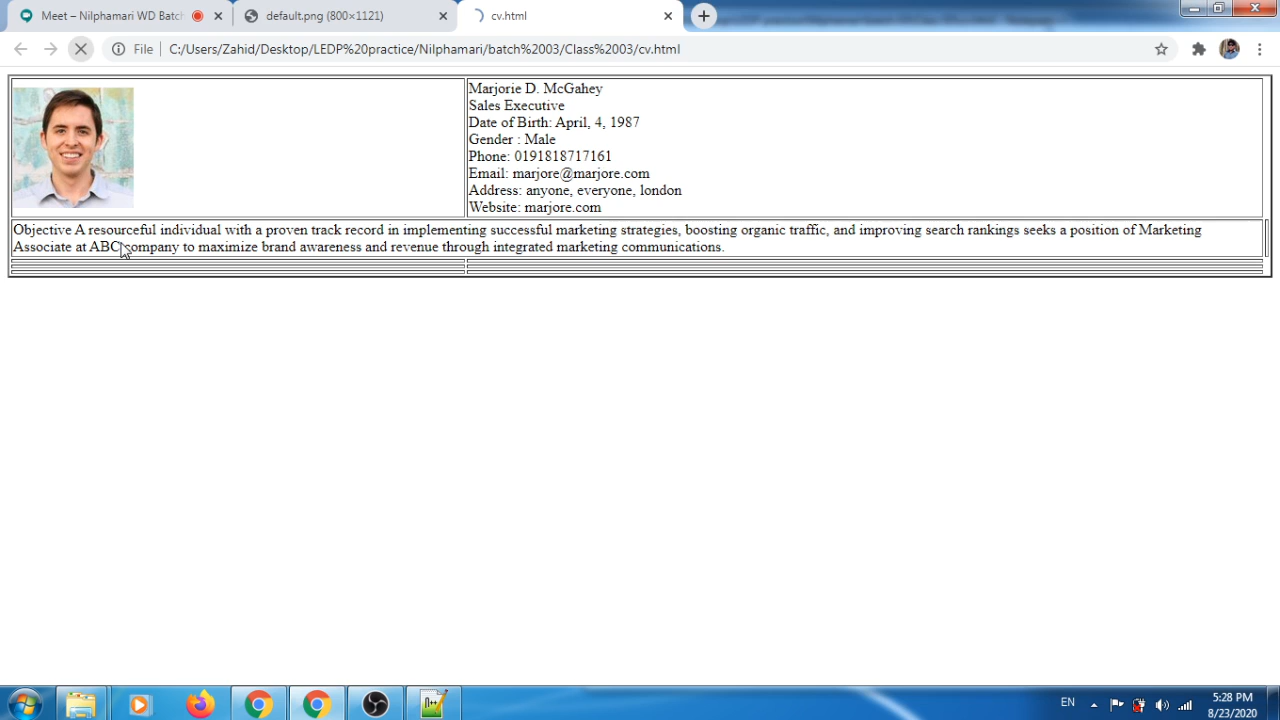 Meet – Nilphamari WD Batc
default.png (800×1121)
cv.html
File
C:/Users/Zahid/Desktop/LEDP%20practice/Nilphamari/batch%2003/Class%2003/cv.html
Marjorie D. McGahey
Sales Executive
Date of Birth: April, 4, 1987
Gender : Male
Phone: 0191818717161
Email: marjore@marjore.com
Address: anyone, everyone, london
Website: marjore.com
Objective A resourceful individual with a proven track record in implementing successful marketing strategies, boosting organic traffic, and improving search rankings seeks a position of Marketing
Associate at ABC company to maximize brand awareness and revenue through integrated marketing communications.
EN
5:28 PM
8/23/2020